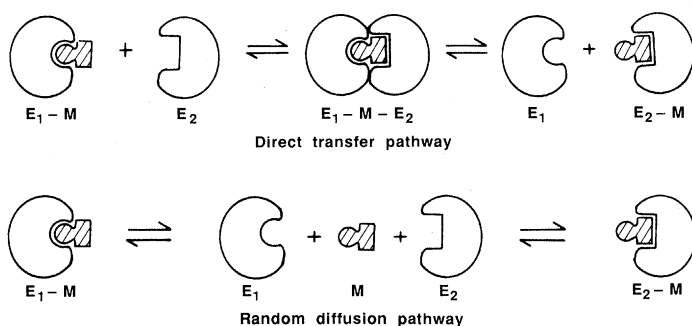 + +
E₁ – M E₂ E₁ – M – E₂ E₁ E₂ – M
Direct transfer pathway
+ +
E₁ – M E₁ M E₂ E₂ – M
Random diffusion pathway